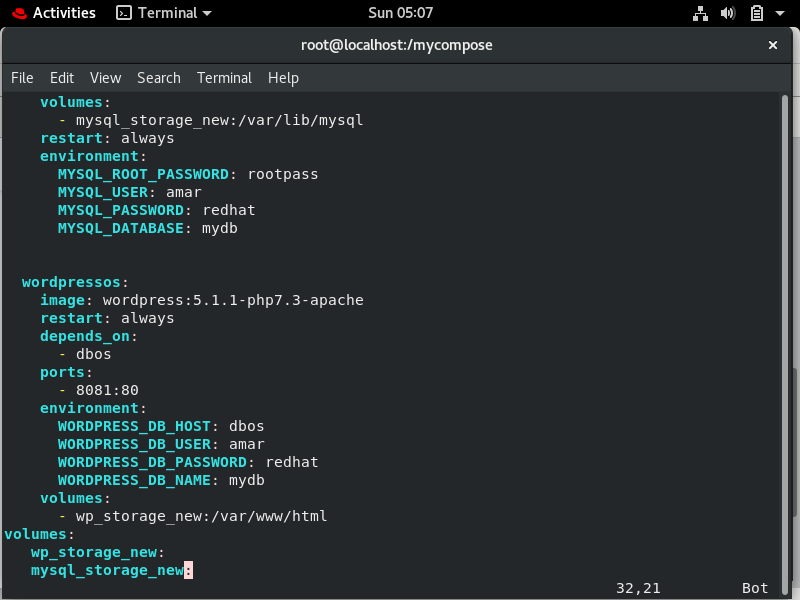 Activities Terminal Sun 05:07
root@localhost:/mycompose ×
File Edit View Search Terminal Help
    volumes:
      - mysql_storage_new:/var/lib/mysql
    restart: always
    environment:
      MYSQL_ROOT_PASSWORD: rootpass
      MYSQL_USER: amar
      MYSQL_PASSWORD: redhat
      MYSQL_DATABASE: mydb
  wordpressos:
    image: wordpress:5.1.1-php7.3-apache
    restart: always
    depends_on:
      - dbos
    ports:
      - 8081:80
    environment:
      WORDPRESS_DB_HOST: dbos
      WORDPRESS_DB_USER: amar
      WORDPRESS_DB_PASSWORD: redhat
      WORDPRESS_DB_NAME: mydb
    volumes:
      - wp_storage_new:/var/www/html
volumes:
   wp_storage_new:
   mysql_storage_new:
32,21 Bot